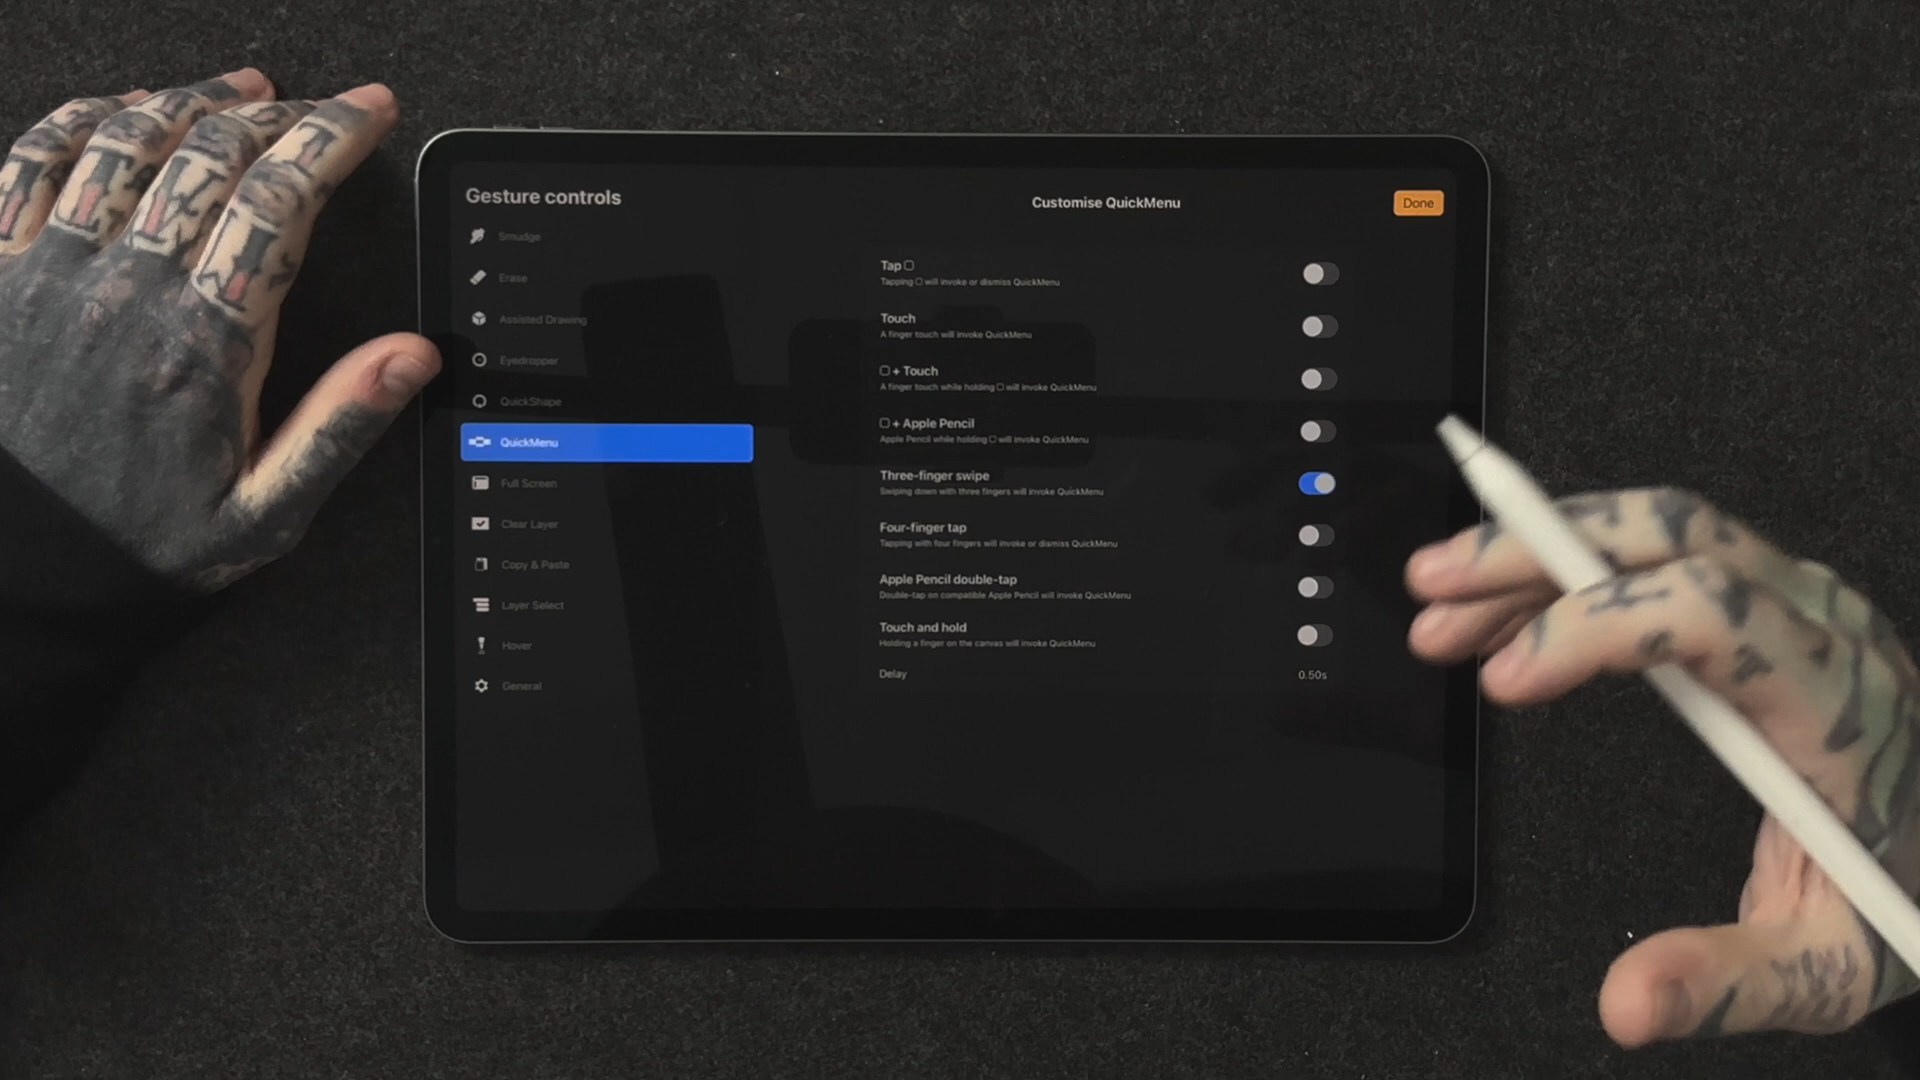 Gesture controls
Smudge
Erase
Assisted Drawing
Eyedropper
QuickShape
QuickMenu
Full Screen
Clear Layer
Copy & Paste
Layer Select
Hover
General
Customise QuickMenu
Done
Tap ▢
Tapping ▢ will invoke or dismiss QuickMenu
Touch
A finger touch will invoke QuickMenu
▢ + Touch
A finger touch while holding ▢ will invoke QuickMenu
▢ + Apple Pencil
Apple Pencil while holding ▢ will invoke QuickMenu
Three-finger swipe
Swiping down with three fingers will invoke QuickMenu
Four-finger tap
Tapping with four fingers will invoke or dismiss QuickMenu
Apple Pencil double-tap
Double-tap on compatible Apple Pencil will invoke QuickMenu
Touch and hold
Holding a finger on the canvas will invoke QuickMenu
Delay 0.50s